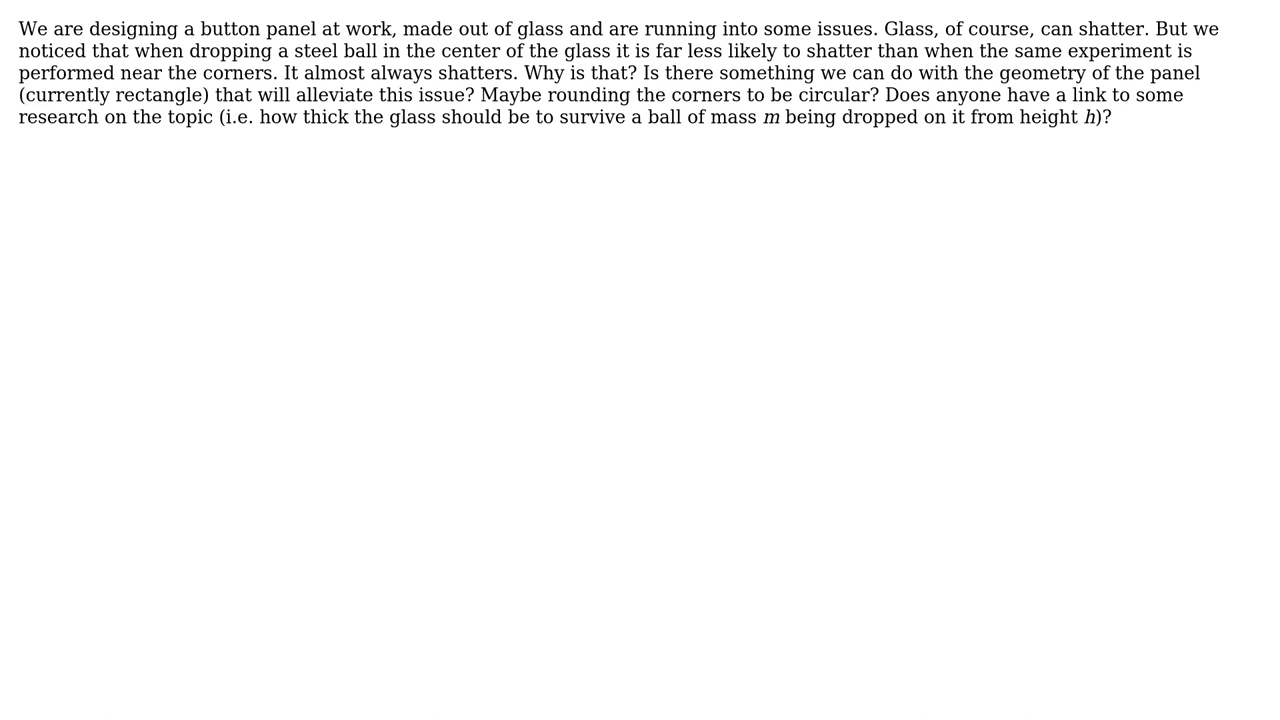 We are designing a button panel at work, made out of glass and are running into some issues. Glass, of course, can shatter. But we
noticed that when dropping a steel ball in the center of the glass it is far less likely to shatter than when the same experiment is
performed near the corners. It almost always shatters. Why is that? Is there something we can do with the geometry of the panel
(currently rectangle) that will alleviate this issue? Maybe rounding the corners to be circular? Does anyone have a link to some
research on the topic (i.e. how thick the glass should be to survive a ball of mass m being dropped on it from height h)?